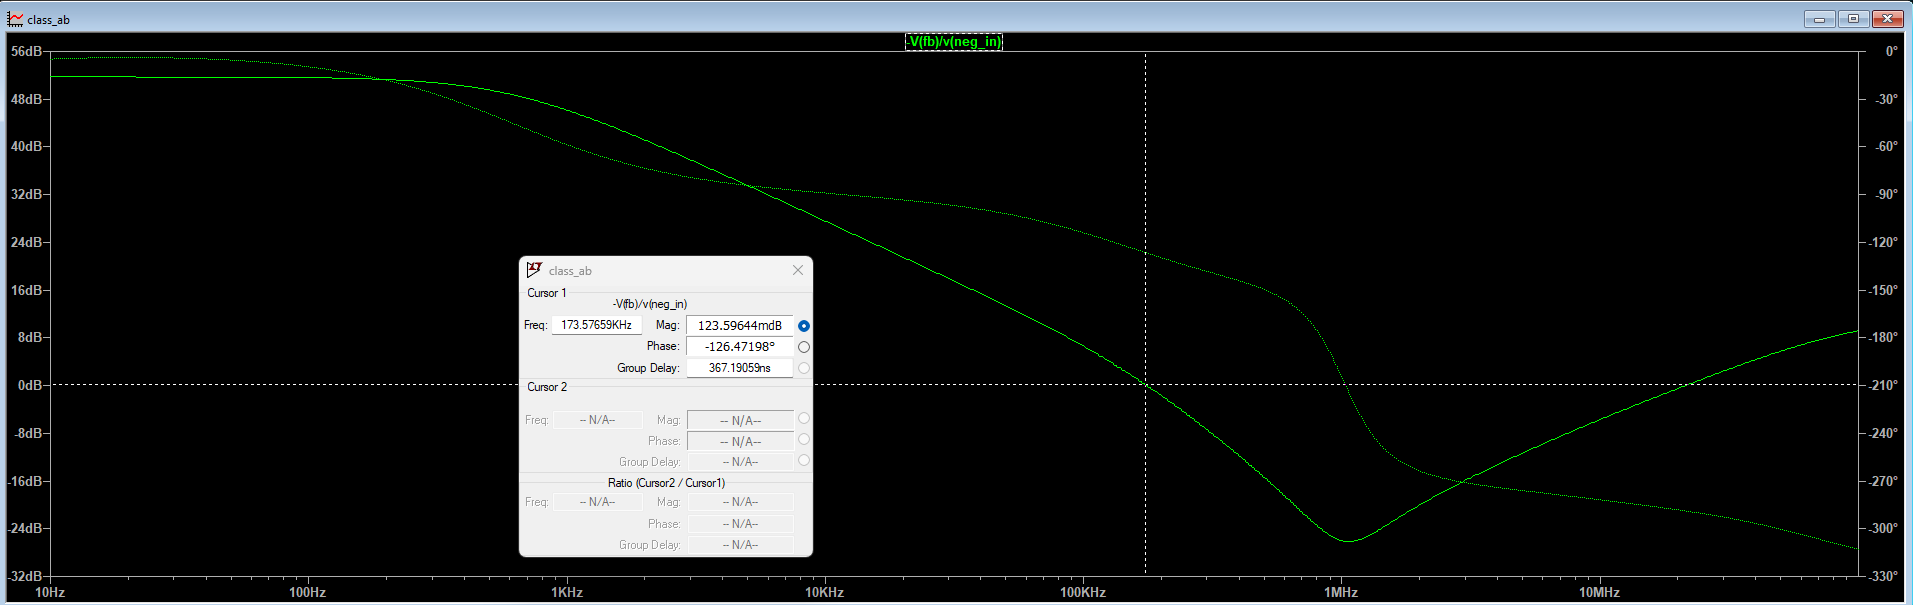 class_ab
-V(fb)/v(neg_in)
56dB
48dB
40dB
32dB
24dB
16dB
8dB
0dB
-8dB
-16dB
-24dB
-32dB
0°
-30°
-60°
-90°
-120°
-150°
-180°
-210°
-240°
-270°
-300°
-330°
10Hz
100Hz
1KHz
10KHz
100KHz
1MHz
10MHz
class_ab
Cursor 1
-V(fb)/v(neg_in)
Freq: 173.57659KHz Mag: 123.59644mdB
Phase: -126.47198°
Group Delay: 367.19059ns
Cursor 2
Freq: -- N/A-- Mag: -- N/A--
Phase: -- N/A--
Group Delay: -- N/A--
Ratio (Cursor2 / Cursor1)
Freq: -- N/A-- Mag: -- N/A--
Phase: -- N/A--
Group Delay: -- N/A--